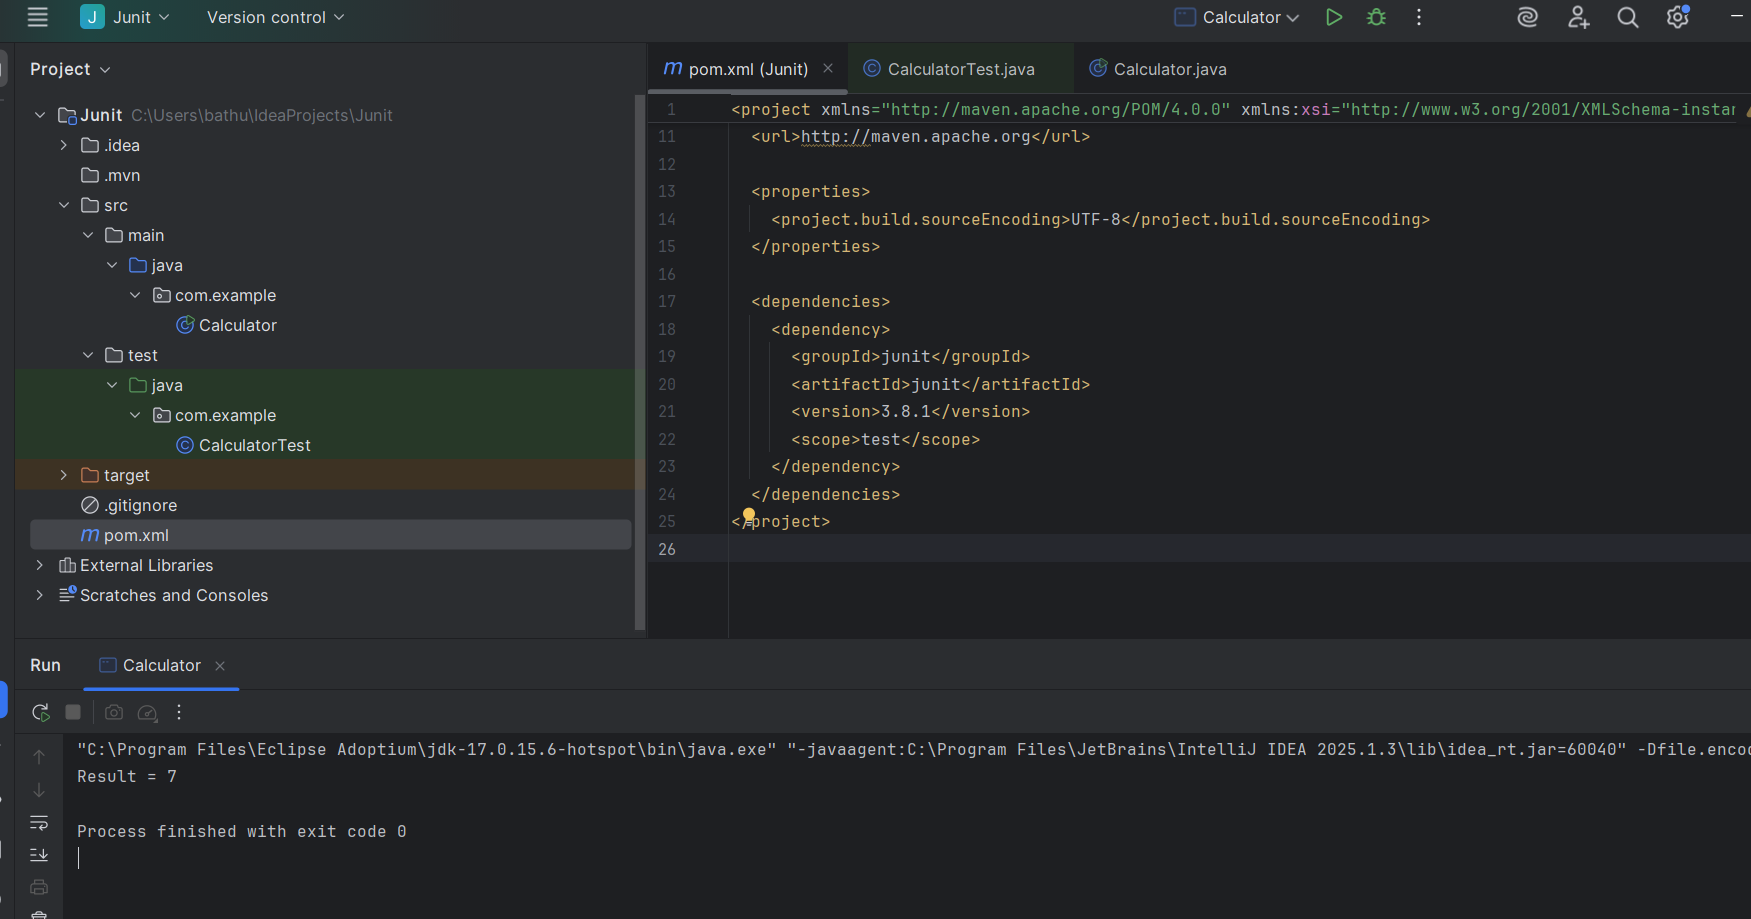 J Junit Version control Calculator
Project
Junit C:\Users\bathu\IdeaProjects\Junit
.idea
.mvn
src
main
java
com.example
Calculator
test
java
com.example
CalculatorTest
target
.gitignore
m pom.xml
External Libraries
Scratches and Consoles
m pom.xml (Junit) CalculatorTest.java Calculator.java
1 <project xmlns="http://maven.apache.org/POM/4.0.0" xmlns:xsi="http://www.w3.org/2001/XMLSchema-instan
11 <url>http://maven.apache.org</url>
12
13 <properties>
14 <project.build.sourceEncoding>UTF-8</project.build.sourceEncoding>
15 </properties>
16
17 <dependencies>
18 <dependency>
19 <groupId>junit</groupId>
20 <artifactId>junit</artifactId>
21 <version>3.8.1</version>
22 <scope>test</scope>
23 </dependency>
24 </dependencies>
25 </project>
26
Run Calculator
"C:\Program Files\Eclipse Adoptium\jdk-17.0.15.6-hotspot\bin\java.exe" "-javaagent:C:\Program Files\JetBrains\IntelliJ IDEA 2025.1.3\lib\idea_rt.jar=60040" -Dfile.enco
Result = 7
Process finished with exit code 0